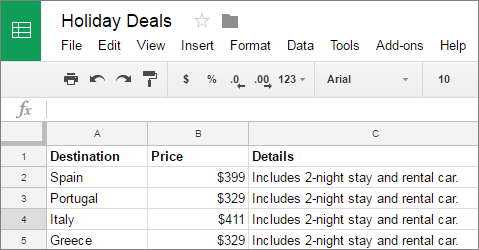 Holiday Deals
File Edit View Insert Format Data Tools Add-ons Help
$ % .0 .00 123 Arial 10
fx
A B C
1 Destination Price Details
2 Spain $399 Includes 2-night stay and rental car.
3 Portugal $329 Includes 2-night stay and rental car.
4 Italy $411 Includes 2-night stay and rental car.
5 Greece $329 Includes 2-night stay and rental car.